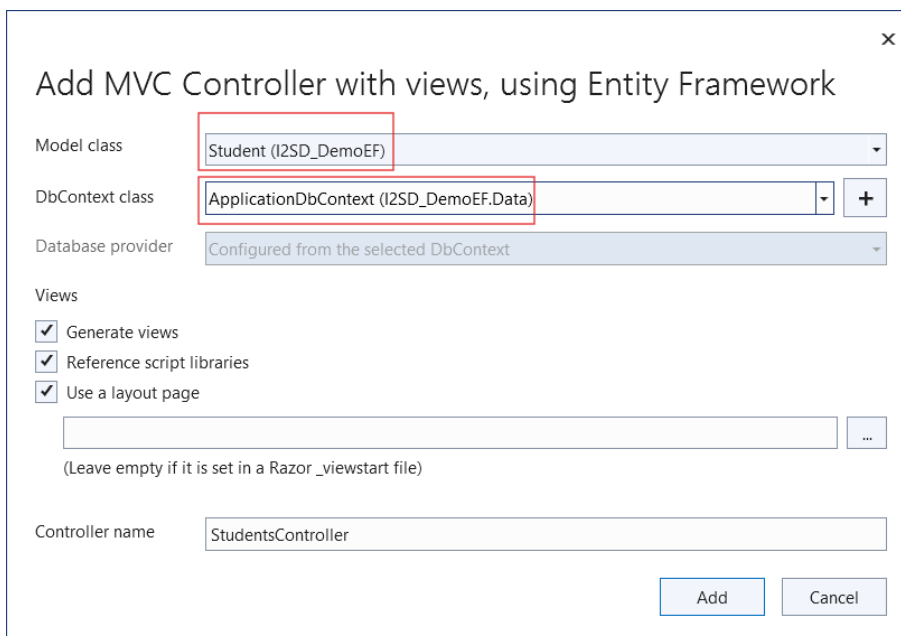 Add MVC Controller with views, using Entity Framework
Model class
Student (I2SD_DemoEF)
DbContext class
ApplicationDbContext (I2SD_DemoEF.Data)
+
Database provider
Configured from the selected DbContext
Views
Generate views
Reference script libraries
Use a layout page
...
(Leave empty if it is set in a Razor _viewstart file)
Controller name
StudentsController
Add
Cancel